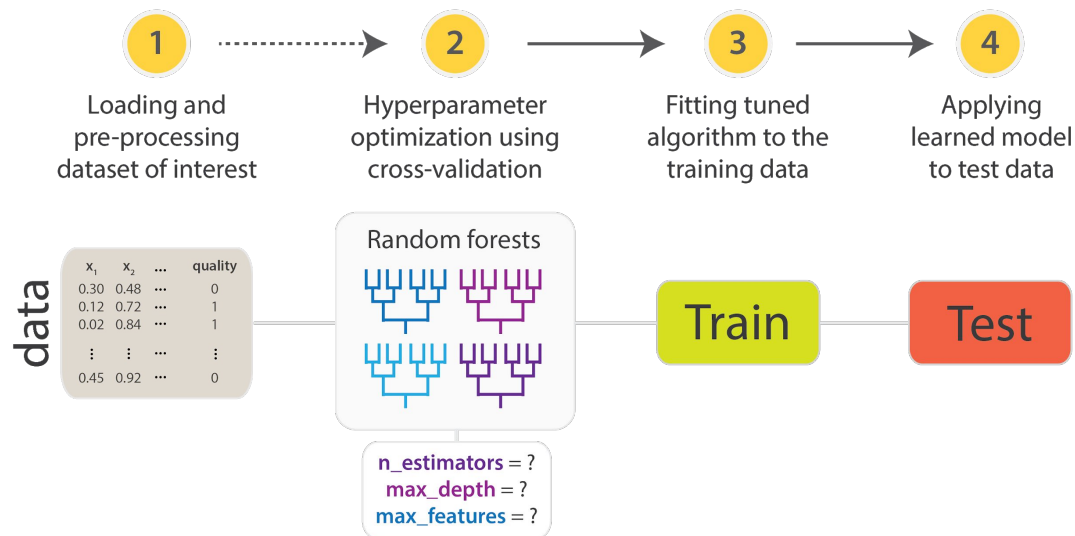 1
2
3
4
Loading and
pre-processing
dataset of interest
Hyperparameter
optimization using
cross-validation
Fitting tuned
algorithm to the
training data
Applying
learned model
to test data
data
x1 x2 ... quality
0.30 0.48 ... 0
0.12 0.72 ... 1
0.02 0.84 ... 1
⋮ ⋮ ... ⋮
0.45 0.92 ... 0
Random forests
n_estimators = ?
max_depth = ?
max_features = ?
Train
Test